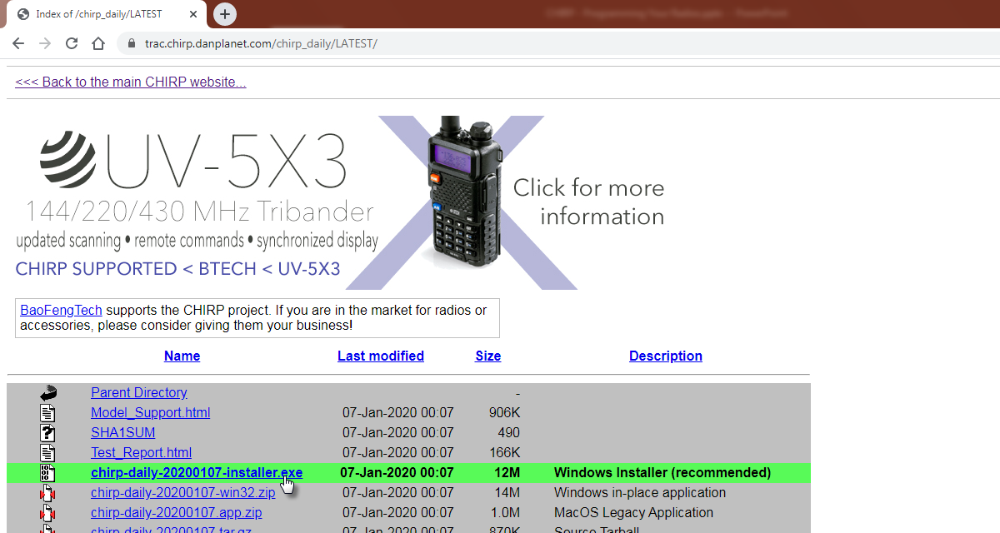 Index of /chirp_daily/LATEST
CHIRP - Programming Your Radios.pptx - PowerPoint
trac.chirp.danplanet.com/chirp_daily/LATEST/
<<< Back to the main CHIRP website...
UV-5X3
144/220/430 MHz Tribander
updated scanning • remote commands • synchronized display
CHIRP SUPPORTED < BTECH < UV-5X3
Click for more
information
BaoFengTech supports the CHIRP project. If you are in the market for radios or
accessories, please consider giving them your business!
Name Last modified Size Description
Parent Directory -
Model_Support.html 07-Jan-2020 00:07 906K
SHA1SUM 07-Jan-2020 00:07 490
Test_Report.html 07-Jan-2020 00:07 166K
chirp-daily-20200107-installer.exe 07-Jan-2020 00:07 12M Windows Installer (recommended)
chirp-daily-20200107-win32.zip 07-Jan-2020 00:07 14M Windows in-place application
chirp-daily-20200107.app.zip 07-Jan-2020 00:07 1.0M MacOS Legacy Application
chirp-daily-20200107.tar.gz 07-Jan-2020 00:07 870K Source Tarball